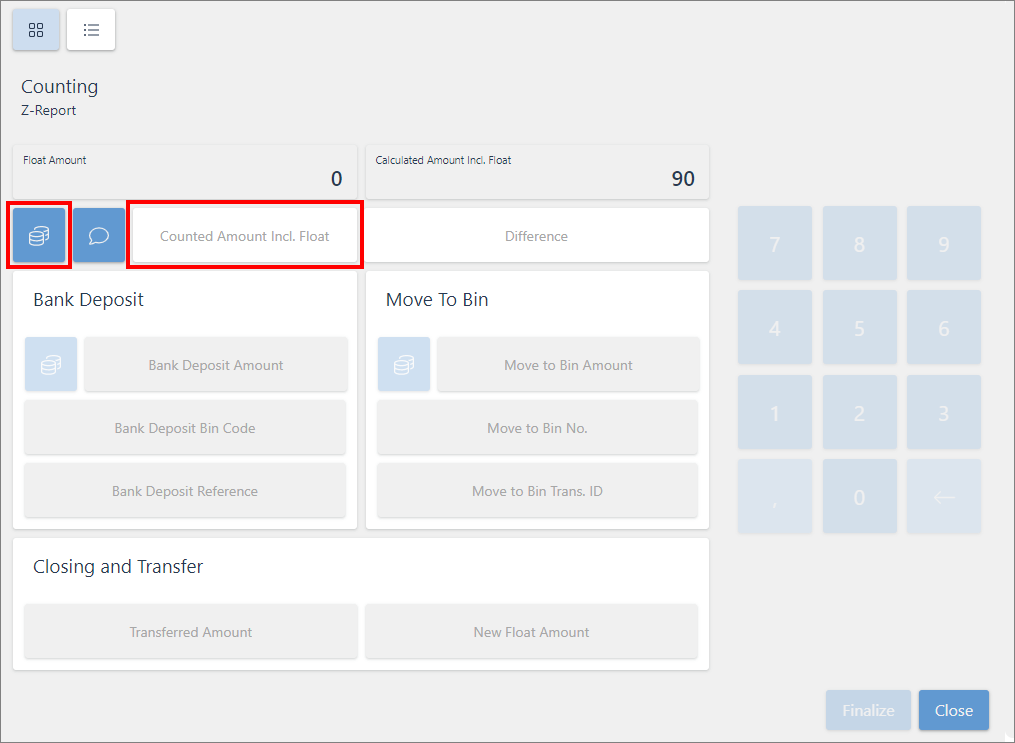 Counting
Z-Report
Float Amount
0
Calculated Amount Incl. Float
90
Counted Amount Incl. Float
Difference
Bank Deposit
Bank Deposit Amount
Bank Deposit Bin Code
Bank Deposit Reference
Move To Bin
Move to Bin Amount
Move to Bin No.
Move to Bin Trans. ID
Closing and Transfer
Transferred Amount
New Float Amount
7 8 9
4 5 6
1 2 3
, 0 ←
Finalize
Close